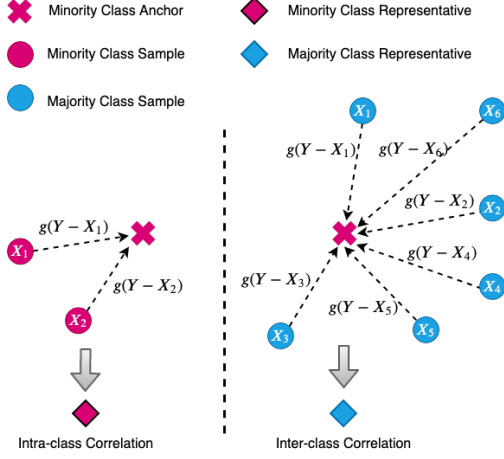 Minority Class Anchor
Minority Class Representative
Minority Class Sample
Majority Class Representative
Majority Class Sample
X₁
X₆
g(Y − X₁)
g(Y − X₆)
X₂
g(Y − X₂)
g(Y − X₁)
X₁
g(Y − X₄)
g(Y − X₂)
g(Y − X₃)
X₄
g(Y − X₅)
X₂
X₃
X₅
Intra-class Correlation
Inter-class Correlation